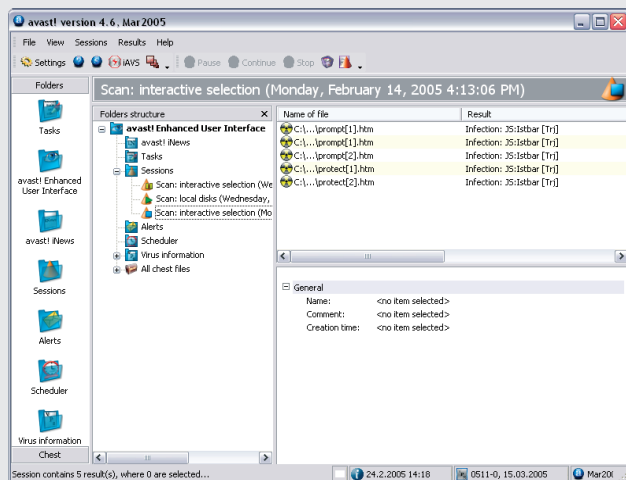 avast! version 4.6, Mar2005
File View Sessions Results Help
Settings iAVS Pause Continue Stop
Folders
Tasks
avast! Enhanced
User Interface
avast! iNews
Sessions
Alerts
Scheduler
Virus information
Chest
Scan: interactive selection (Monday, February 14, 2005 4:13:06 PM)
Folders structure
avast! Enhanced User Interface
avast! iNews
Tasks
Sessions
Scan: interactive selection (We
Scan: local disks (Wednesday,
Scan: interactive selection (Mo
Alerts
Scheduler
Virus information
All chest files
Name of file Result
C:\...\prompt[1].htm Infection: JS:Istbar [Trj]
C:\...\prompt[1].htm Infection: JS:Istbar [Trj]
C:\...\prompt[2].htm Infection: JS:Istbar [Trj]
C:\...\protect[1].htm Infection: JS:Istbar [Trj]
C:\...\protect[2].htm Infection: JS:Istbar [Trj]
General
Name: <no item selected>
Comment: <no item selected>
Creation time: <no item selected>
Session contains 5 result(s), where 0 are selected... 24.2.2005 14:18 0511-0, 15.03.2005